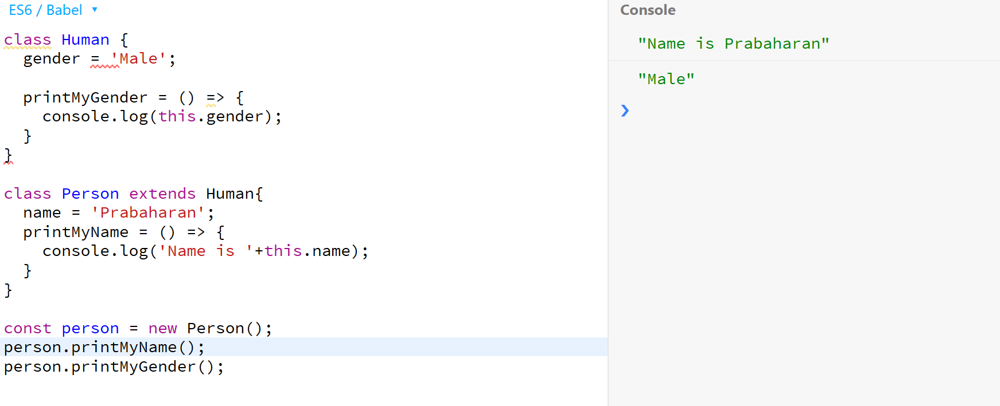 ES6 / Babel ▼
class Human {
  gender = 'Male';
  printMyGender = () => {
    console.log(this.gender);
  }
}
class Person extends Human{
  name = 'Prabaharan';
  printMyName = () => {
    console.log('Name is '+this.name);
  }
}
const person = new Person();
person.printMyName();
person.printMyGender();
Console
"Name is Prabaharan"
"Male"
❯